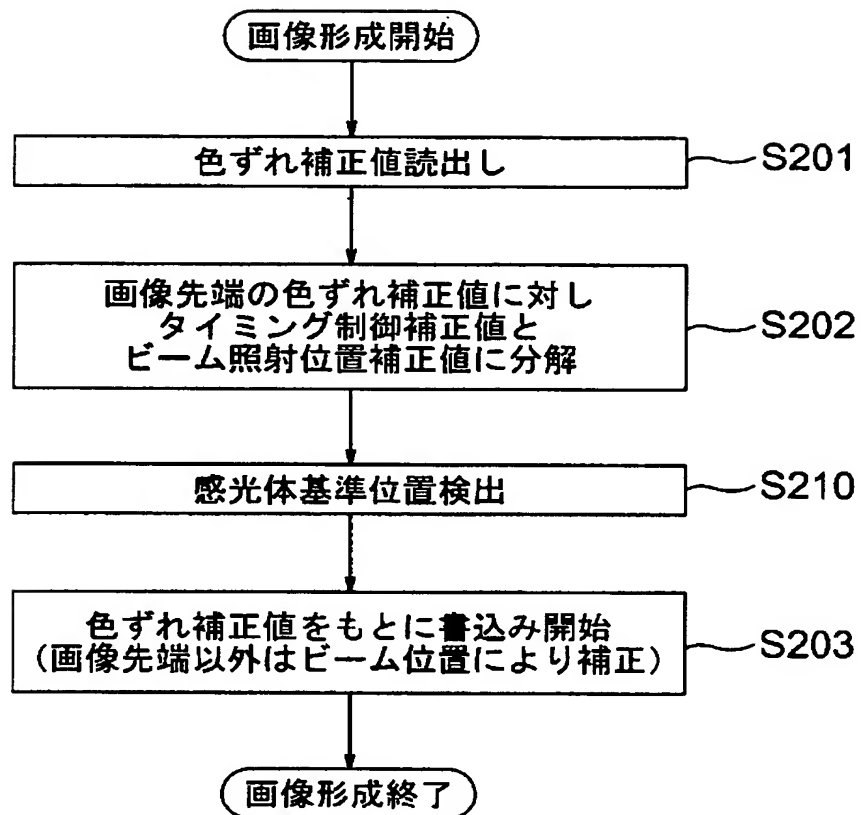 画像形成開始
色ずれ補正値読出し
S201
画像先端の色ずれ補正値に対し
タイミング制御補正値と
ビーム照射位置補正値に分解
S202
感光体基準位置検出
S210
色ずれ補正値をもとに書込み開始
(画像先端以外はビーム位置により補正)
S203
画像形成終了